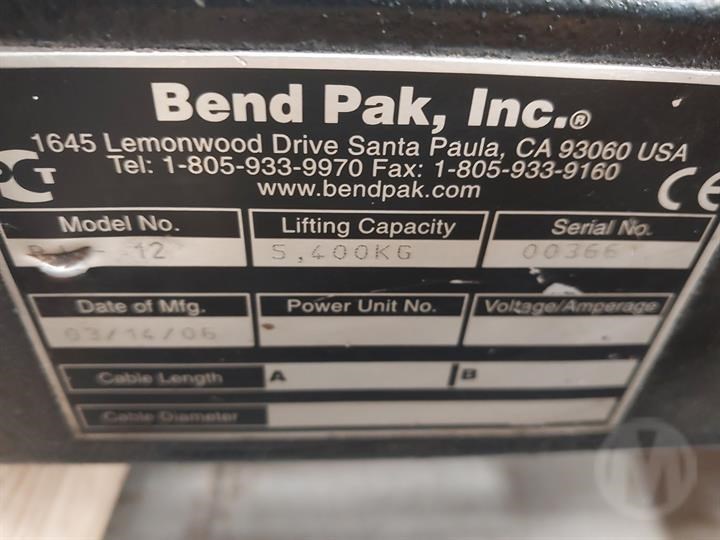 Bend Pak, Inc.®
1645 Lemonwood Drive Santa Paula, CA 93060 USA
Tel: 1-805-933-9970 Fax: 1-805-933-9160
www.bendpak.com
PCT CE
Model No. Lifting Capacity Serial No.
12 5,400KG 00366
Date of Mfg. Power Unit No. Voltage/Amperage
03/14/06
Cable Length A B
Cable Diameter
M